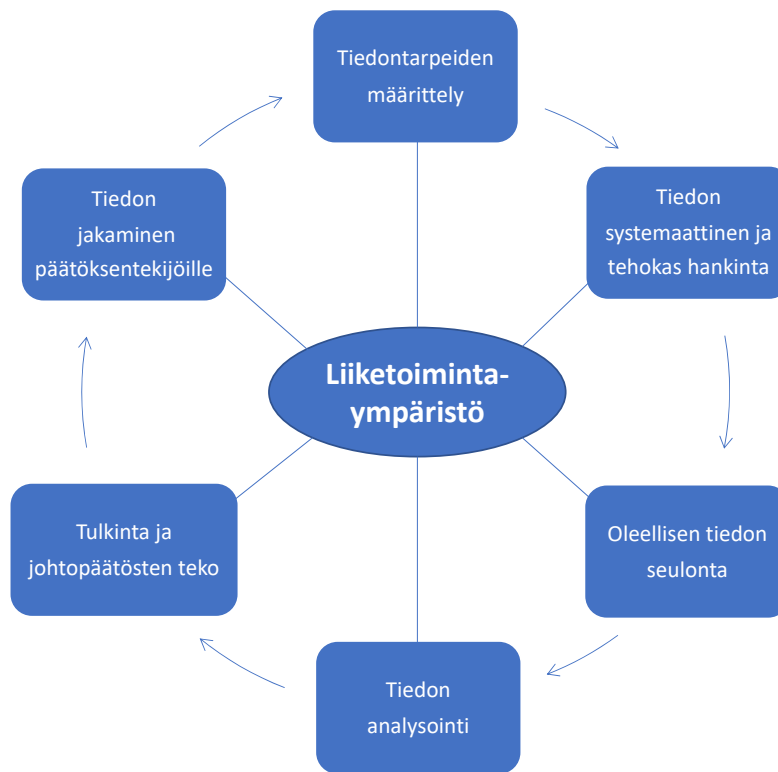 Tiedontarpeiden
määrittely
Tiedon
systemaattinen ja
tehokas hankinta
Oleellisen tiedon
seulonta
Tiedon
analysointi
Tulkinta ja
johtopäätösten teko
Tiedon
jakaminen
päätöksentekijöille
Liiketoiminta-
ympäristö